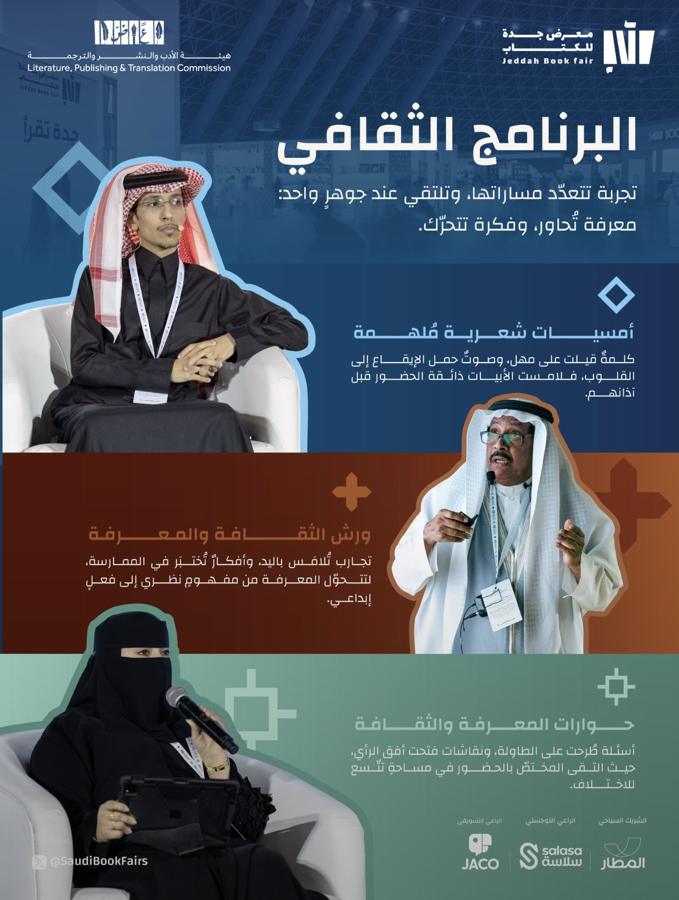 معرض جدة
للكتاب
Jeddah Book fair
هيئة الأدب والنشر والترجمة
Literature, Publishing & Translation Commission
جدة تقرأ
البرنامج الثقافي
تجربة تتعدّد مساراتها، وتلتقي عند جوهرٍ واحد:
معرفة تُحاور، وفكرة تتحرّك.
أمسيات شعرية مُلهمة
كلمةٌ قيلت على مهل، وصوتٌ حمل الإيقاع إلى
القلوب، فلامست الأبيات ذائقة الحضور قبل
آذانهم.
ورش الثقافة والمعرفة
تجارب تُلامَس باليد، وأفكارٌ تُختبَر في الممارسة،
لتتحوّل المعرفة من مفهومٍ نظري إلى فعلٍ
إبداعي.
حوارات المعرفة والثقافة
أسئلة طُرحت على الطاولة، ونقاشات فتحت أفق الرأي،
حيث التقى المختصّ بالحضور في مساحةٍ تتّسع
للاختلاف.
الشريك السياحي
المطار
الراعي اللوجستي
salasa
سلاسة
الراعي التسويقي
JACO
@SaudiBookFairs